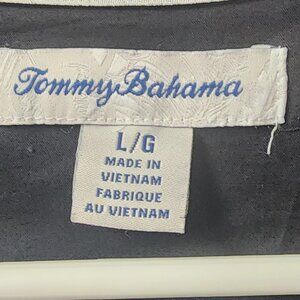 Tommy Bahama
L/G
MADE IN
VIETNAM
FABRIQUE
AU VIETNAM